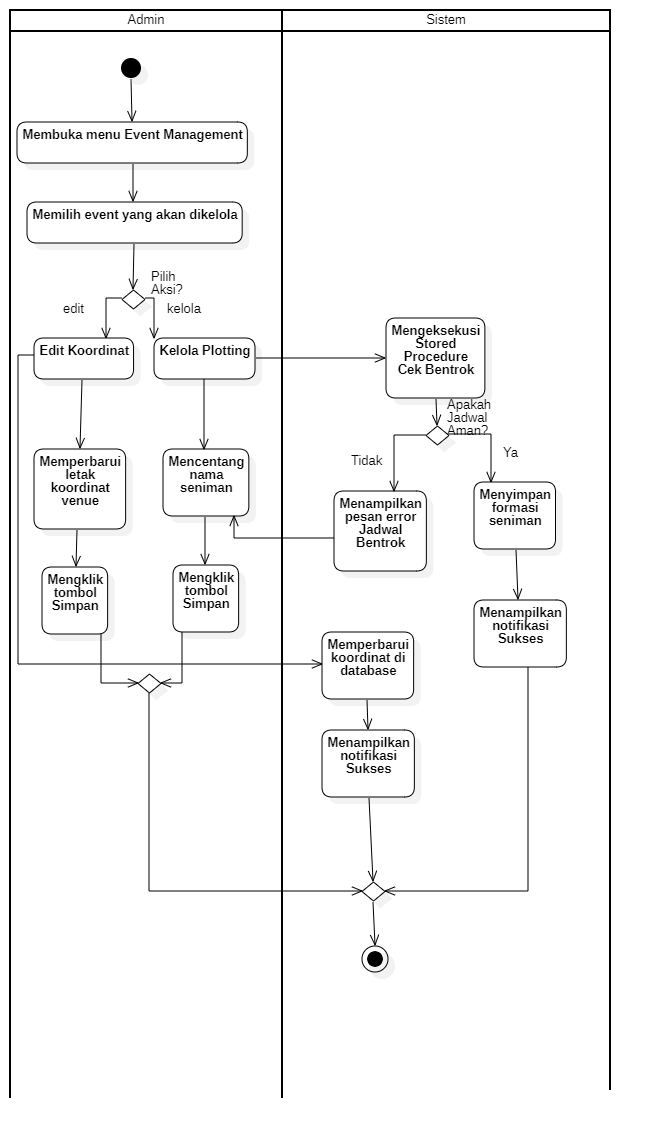 Admin
Sistem
Membuka menu Event Management
Memilih event yang akan dikelola
Pilih
Aksi?
edit
kelola
Edit Koordinat
Kelola Plotting
Mengeksekusi
Stored
Procedure
Cek Bentrok
Apakah
Jadwal
Aman?
Tidak
Ya
Memperbarui
letak
koordinat
venue
Mencentang
nama
seniman
Menampilkan
pesan error
Jadwal
Bentrok
Menyimpan
formasi
seniman
Mengklik
tombol
Simpan
Mengklik
tombol
Simpan
Menampilkan
notifikasi
Sukses
Memperbarui
koordinat di
database
Menampilkan
notifikasi
Sukses